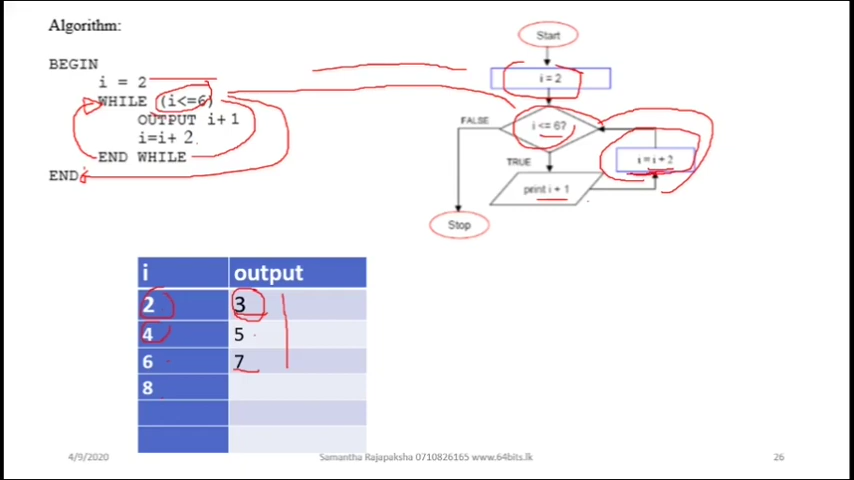 Algorithm:
BEGIN
i = 2
WHILE (i<=6)
OUTPUT i+1
i=i+ 2
END WHILE
END
Start
i = 2
i <= 6?
FALSE
TRUE
i = i + 2
print i + 1
Stop
i output
2 3
4 5
6 7
8
4/9/2020 Samantha Rajapaksha 0710826165 www.64bits.lk 26